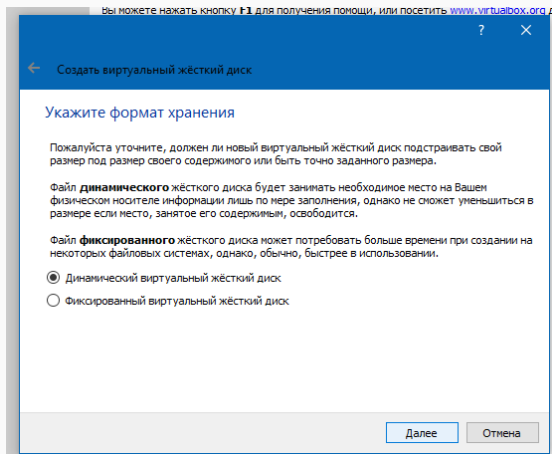 Вы можете нажать кнопку F1 для получения помощи, или посетить www.virtualbox.org д
?
Создать виртуальный жёсткий диск
Укажите формат хранения
Пожалуйста уточните, должен ли новый виртуальный жёсткий диск подстраивать свой
размер под размер своего содержимого или быть точно заданного размера.
Файл динамического жёсткого диска будет занимать необходимое место на Вашем
физическом носителе информации лишь по мере заполнения, однако не сможет уменьшиться в
размере если место, занятое его содержимым, освободится.
Файл фиксированного жёсткого диска может потребовать больше времени при создании на
некоторых файловых системах, однако, обычно, быстрее в использовании.
Динамический виртуальный жёсткий диск
Фиксированный виртуальный жёсткий диск
Далее Отмена